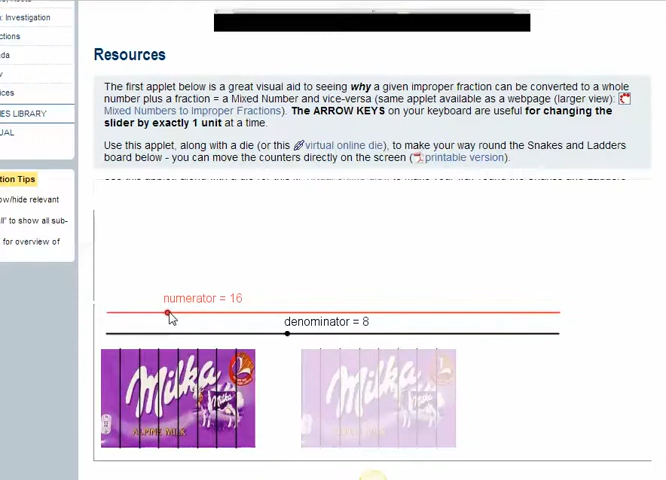 : Investigation
ctions
da
v
ices
ES LIBRARY
UAL
tion Tips
ow/hide relevant
all" to show all sub-
for overview of
Resources
The first applet below is a great visual aid to seeing why a given improper fraction can be converted to a whole
number plus a fraction = a Mixed Number and vice-versa (same applet available as a webpage (larger view):
Mixed Numbers to Improper Fractions). The ARROW KEYS on your keyboard are useful for changing the
slider by exactly 1 unit at a time.
Use this applet, along with a die (or this virtual online die), to make your way round the Snakes and Ladders
board below - you can move the counters directly on the screen (printable version).
numerator = 16
denominator = 8
Milka
Milka
ALPINE MILK
Milka